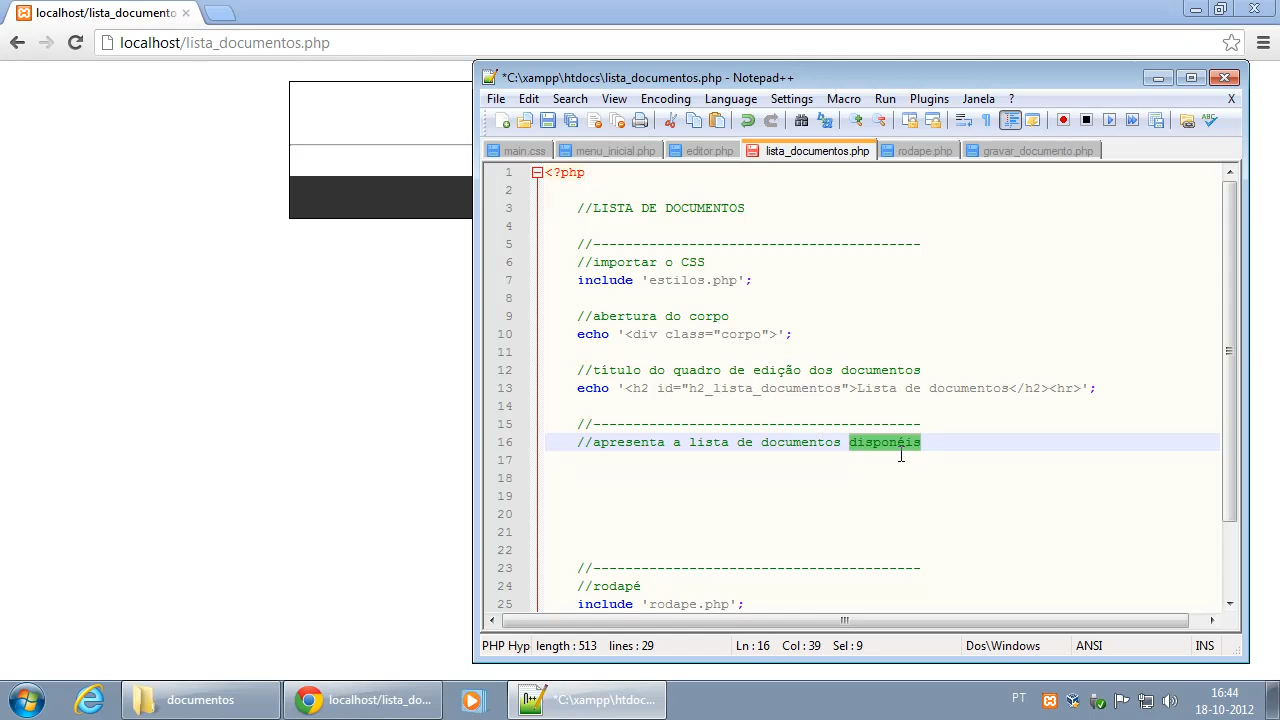 localhost/lista_documento
localhost/lista_documentos.php
*C:\xampp\htdocs\lista_documentos.php - Notepad++
File Edit Search View Encoding Language Settings Macro Run Plugins Janela ? X
main.css menu_inicial.php editor.php lista_documentos.php rodape.php gravar_documento.php
1 <?php
2
3 //LISTA DE DOCUMENTOS
4
5 //-----------------------------------------
6 //importar o CSS
7 include 'estilos.php';
8
9 //abertura do corpo
10 echo '<div class="corpo">';
11
12 //título do quadro de edição dos documentos
13 echo '<h2 id="h2_lista_documentos">Lista de documentos</h2><hr>';
14
15 //-----------------------------------------
16 //apresenta a lista de documentos disponéis
17
18
19
20
21
22
23 //-----------------------------------------
24 //rodapé
25 include 'rodape.php';
PHP Hyp length : 513 lines : 29 Ln : 16 Col : 39 Sel : 9 Dos\Windows ANSI INS
documentos localhost/lista_do... *C:\xampp\htdoc... PT 16:44
18-10-2012